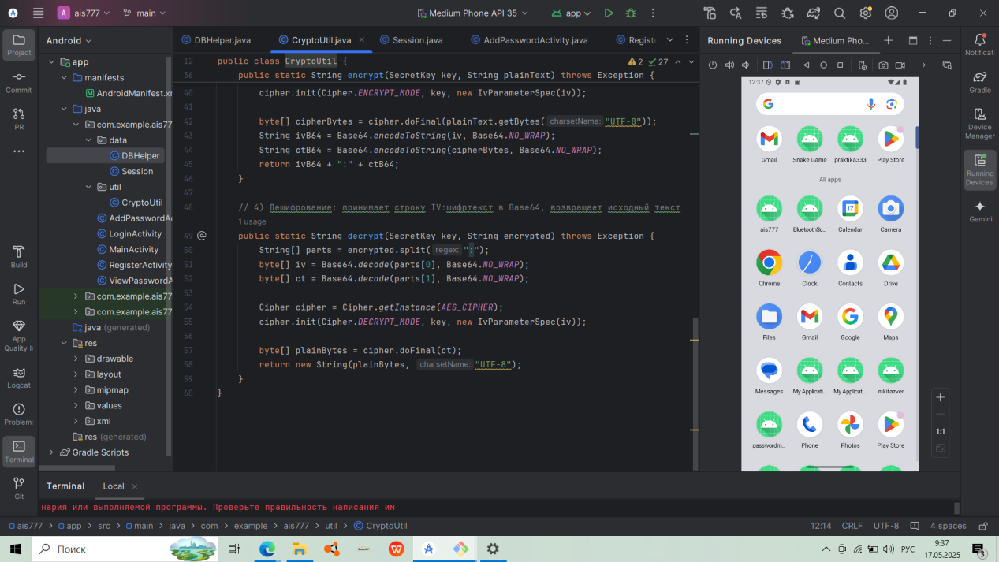 ais777
main
Medium Phone API 35
app
Android
DBHelper.java
CryptoUtil.java
Session.java
AddPasswordActivity.java
Regist
Running Devices
Medium Pho...
Notificat
Project
Commit
PR
Build
Run
App
Quality I
Logcat
Problem
Terminal
Git
app
manifests
AndroidManifest.x
java
com.example.ais77
data
DBHelper
Session
util
CryptoUtil
AddPasswordA
LoginActivity
MainActivity
RegisterActivity
ViewPasswordA
com.example.ais77
com.example.ais77
java (generated)
res
drawable
layout
mipmap
values
xml
res (generated)
Gradle Scripts
12 public class CryptoUtil {
2 27
36 public static String encrypt(SecretKey key, String plainText) throws Exception {
40 cipher.init(Cipher.ENCRYPT_MODE, key, new IvParameterSpec(iv));
41
42 byte[] cipherBytes = cipher.doFinal(plainText.getBytes( charsetName: "UTF-8"));
43 String ivB64 = Base64.encodeToString(iv, Base64.NO_WRAP);
44 String ctB64 = Base64.encodeToString(cipherBytes, Base64.NO_WRAP);
45 return ivB64 + ":" + ctB64;
46 }
47
48 // 4) Дешифрование: принимает строку IV:шифртекст в Base64, возвращает исходный текст
1 usage
49 @ public static String decrypt(SecretKey key, String encrypted) throws Exception {
50 String[] parts = encrypted.split( regex: ":");
51 byte[] iv = Base64.decode(parts[0], Base64.NO_WRAP);
52 byte[] ct = Base64.decode(parts[1], Base64.NO_WRAP);
53
54 Cipher cipher = Cipher.getInstance(AES_CIPHER);
55 cipher.init(Cipher.DECRYPT_MODE, key, new IvParameterSpec(iv));
56
57 byte[] plainBytes = cipher.doFinal(ct);
58 return new String(plainBytes, charsetName: "UTF-8");
59 }
60 }
12:37
Gmail Snake Game praktika333 Play Store
All apps
17
ais777 BluetoothSc... Calendar Camera
Chrome Clock Contacts Drive
Files Gmail Google Maps
Messages My Applicati... My Applicati... nikitazver
passwordm... Phone Photos Play Store
1:1
Gradle
Device
Manager
Running
Devices
Gemini
Terminal Local
нария или выполняемой программы. Проверьте правильность написания им
ais777 > app > src > main > java > com > example > ais777 > util > CryptoUtil
12:14 CRLF UTF-8 4 spaces
Поиск
РУС
9:37
17.05.2025
3